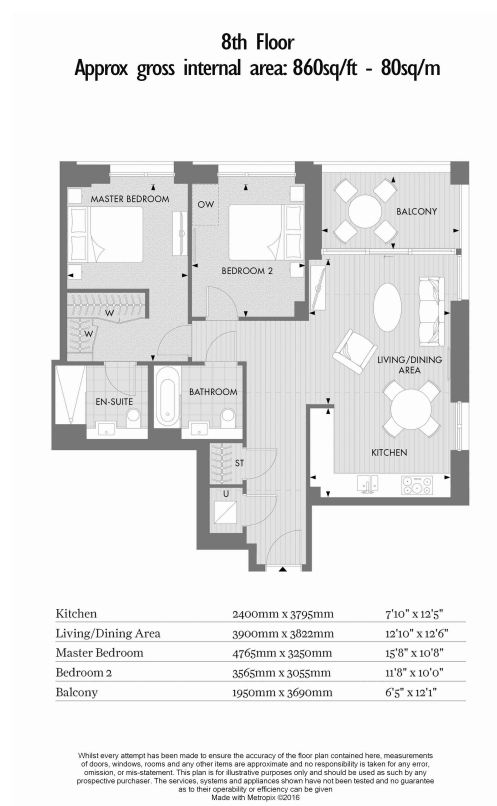 8th Floor
Approx gross internal area: 860sq/ft - 80sq/m
MASTER BEDROOM
OW
BALCONY
BEDROOM 2
W
W
LIVING/DINING
AREA
EN-SUITE
BATHROOM
KITCHEN
ST
U
Kitchen 2400mm x 3795mm 7'10" x 12'5"
Living/Dining Area 3900mm x 3822mm 12'10" x 12'6"
Master Bedroom 4765mm x 3250mm 15'8" x 10'8"
Bedroom 2 3565mm x 3055mm 11'8" x 10'0"
Balcony 1950mm x 3690mm 6'5" x 12'1"
Whilst every attempt has been made to ensure the accuracy of the floor plan contained here, measurements
of doors, windows, rooms and any other items are approximate and no responsibility is taken for any error,
omission, or mis-statement. This plan is for illustrative purposes only and should be used as such by any
prospective purchaser. The services, systems and appliances shown have not been tested and no guarantee
as to their operability or efficiency can be given
Made with Metropix ©2016